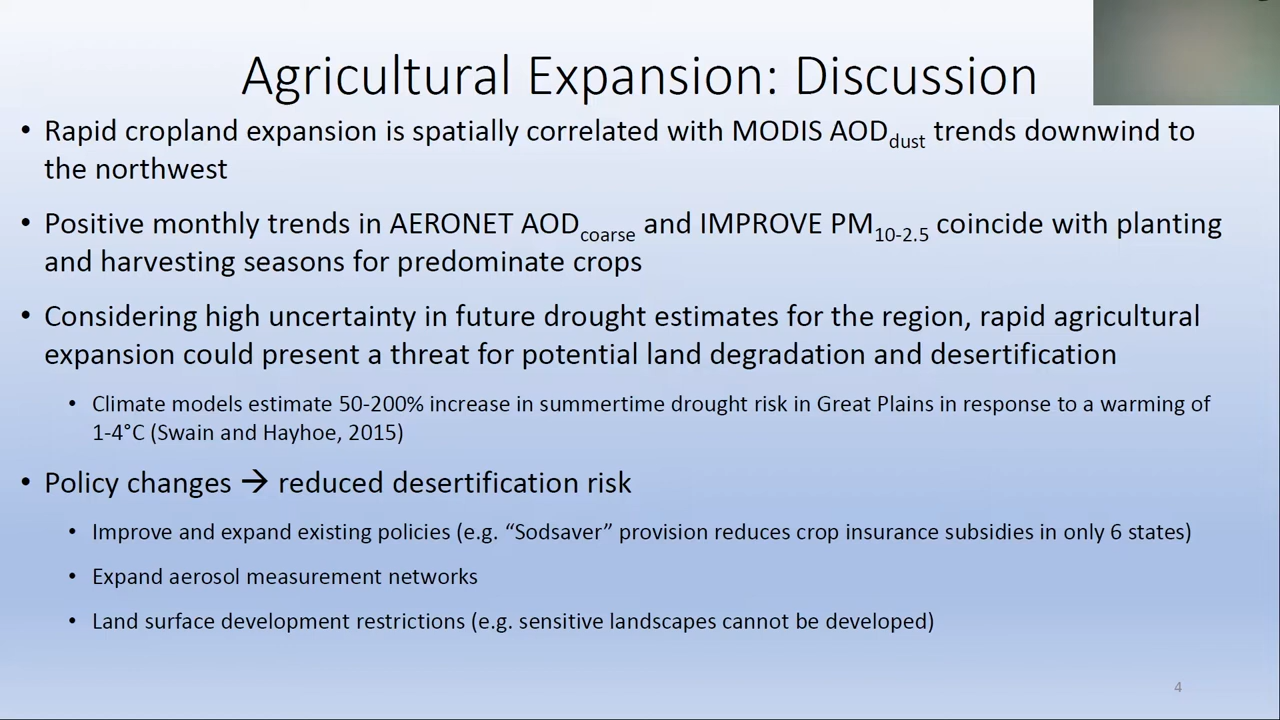 Agricultural Expansion: Discussion
• Rapid cropland expansion is spatially correlated with MODIS AODdust trends downwind to
the northwest
• Positive monthly trends in AERONET AODcoarse and IMPROVE PM10-2.5 coincide with planting
and harvesting seasons for predominate crops
• Considering high uncertainty in future drought estimates for the region, rapid agricultural
expansion could present a threat for potential land degradation and desertification
• Climate models estimate 50-200% increase in summertime drought risk in Great Plains in response to a warming of
1-4°C (Swain and Hayhoe, 2015)
• Policy changes → reduced desertification risk
• Improve and expand existing policies (e.g. “Sodsaver” provision reduces crop insurance subsidies in only 6 states)
• Expand aerosol measurement networks
• Land surface development restrictions (e.g. sensitive landscapes cannot be developed)
4